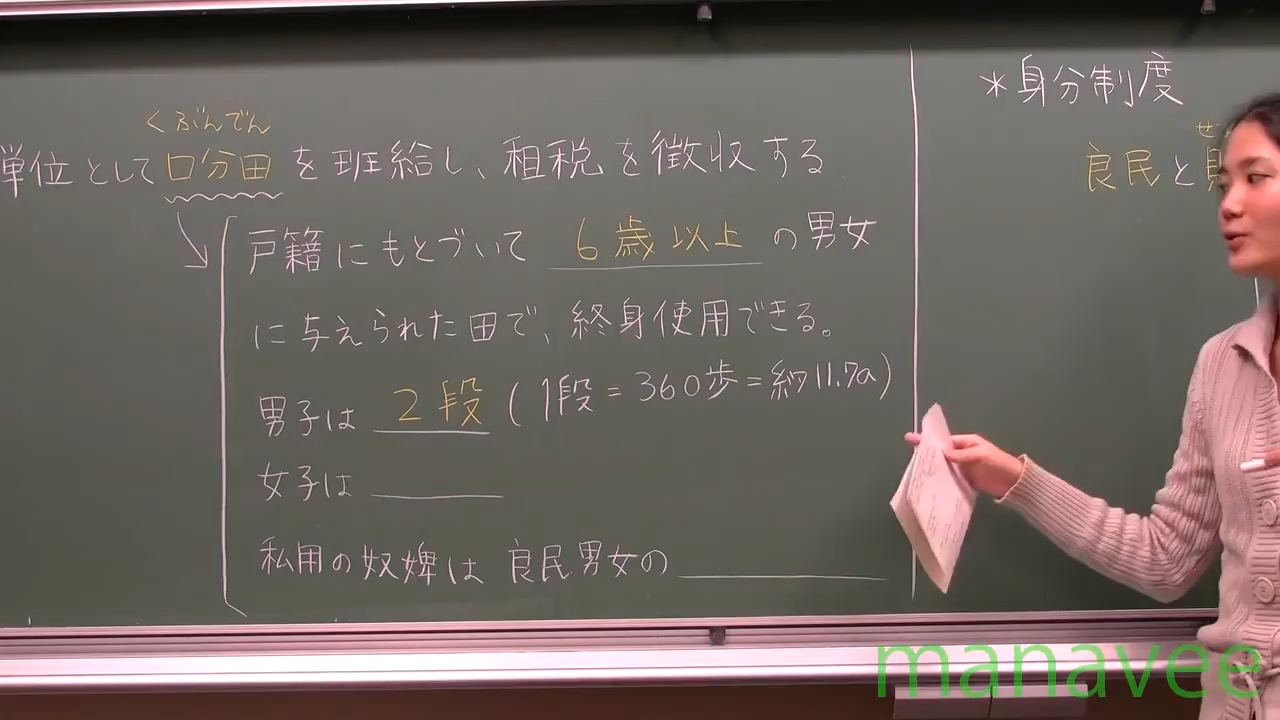 くぶんでん
単位として口分田を班給し、租税を徴収する
戸籍にもとづいて 6歳以上 の男女
に与えられた田で、終身使用できる。
男子は 2段 (1段=360歩=約11.7a)
女子は
私用の奴婢は 良民男女の
*身分制度
良民と
manavee